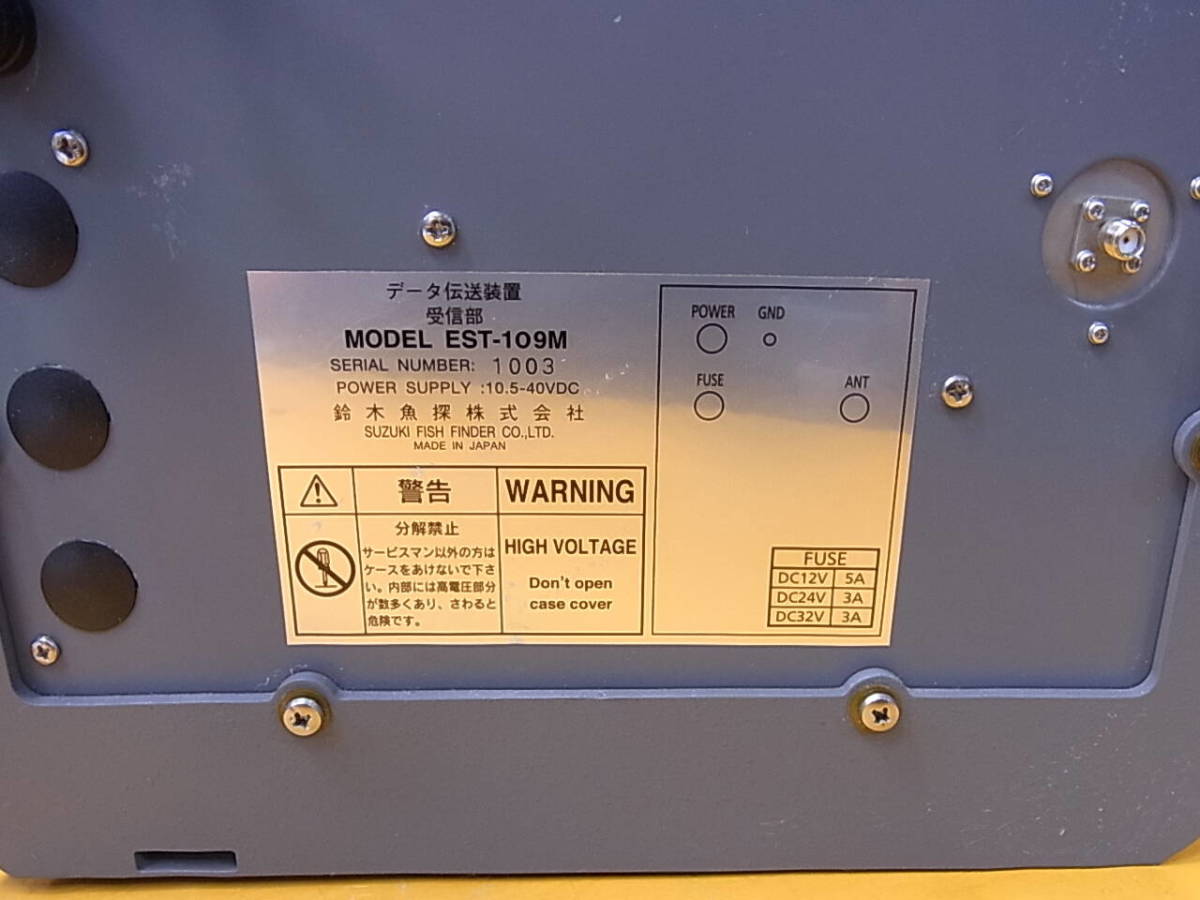 データ伝送装置
受信部
MODEL EST-109M
SERIAL NUMBER: 1003
POWER SUPPLY :10.5-40VDC
鈴木魚探株式会社
SUZUKI FISH FINDER CO.,LTD.
MADE IN JAPAN
警告
WARNING
分解禁止
サービスマン以外の方は
ケースをあけないで下さ
い。内部には高電圧部分
が数多くあり、さわると
危険です。
HIGH VOLTAGE
Don't open
case cover
POWER GND
FUSE
ANT
FUSE
DC12V 5A
DC24V 3A
DC32V 3A